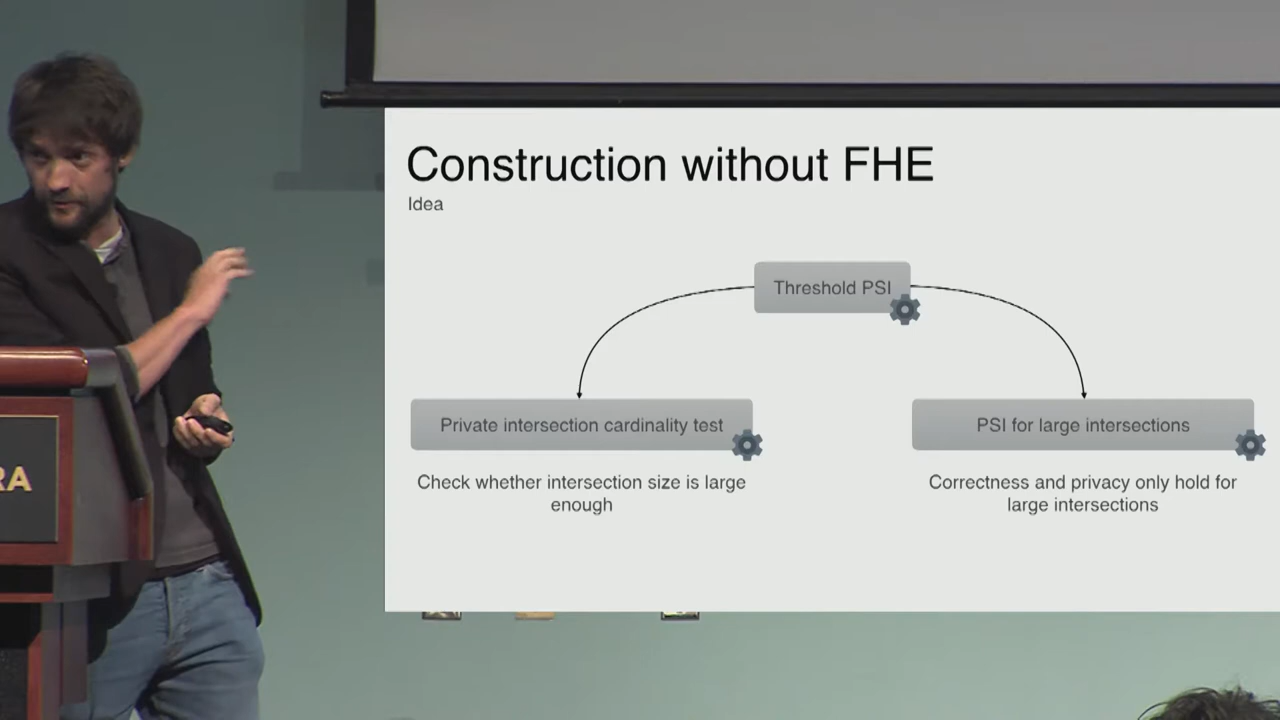 Construction without FHE
Idea
Threshold PSI
Private intersection cardinality test
PSI for large intersections
Check whether intersection size is large
enough
Correctness and privacy only hold for
large intersections
RA